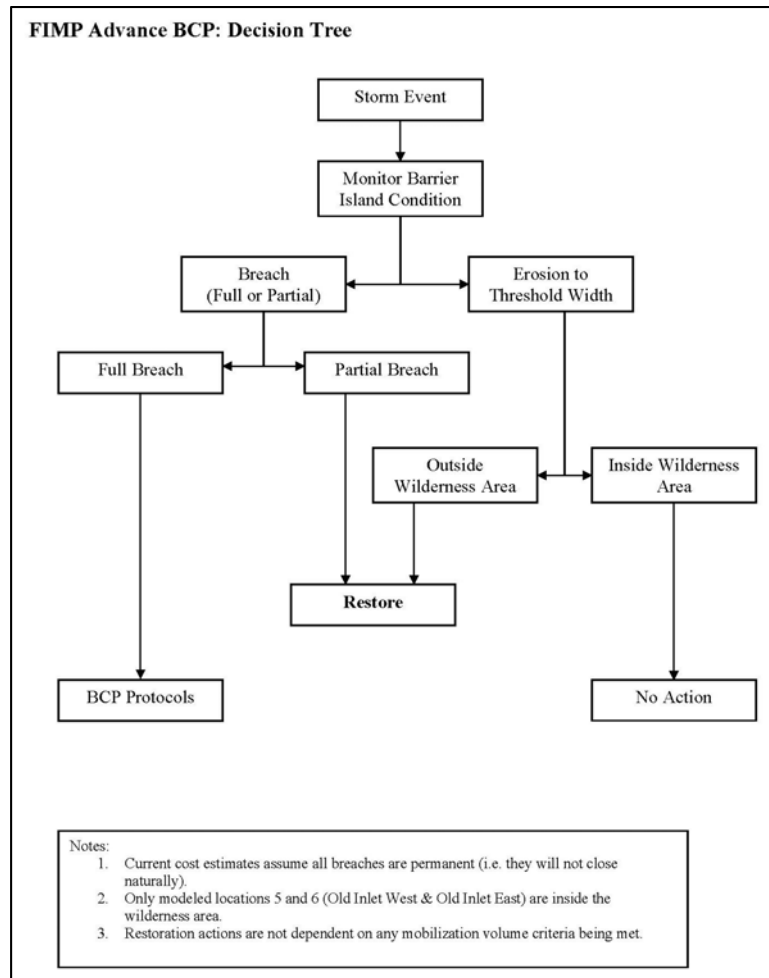 FIMP Advance BCP: Decision Tree
Storm Event
Monitor Barrier
Island Condition
Breach
(Full or Partial)
Erosion to
Threshold Width
Full Breach
Partial Breach
Outside
Wilderness Area
Inside Wilderness
Area
Restore
BCP Protocols
No Action
Notes:
1. Current cost estimates assume all breaches are permanent (i.e. they will not close
naturally).
2. Only modeled locations 5 and 6 (Old Inlet West & Old Inlet East) are inside the
wilderness area.
3. Restoration actions are not dependent on any mobilization volume criteria being met.